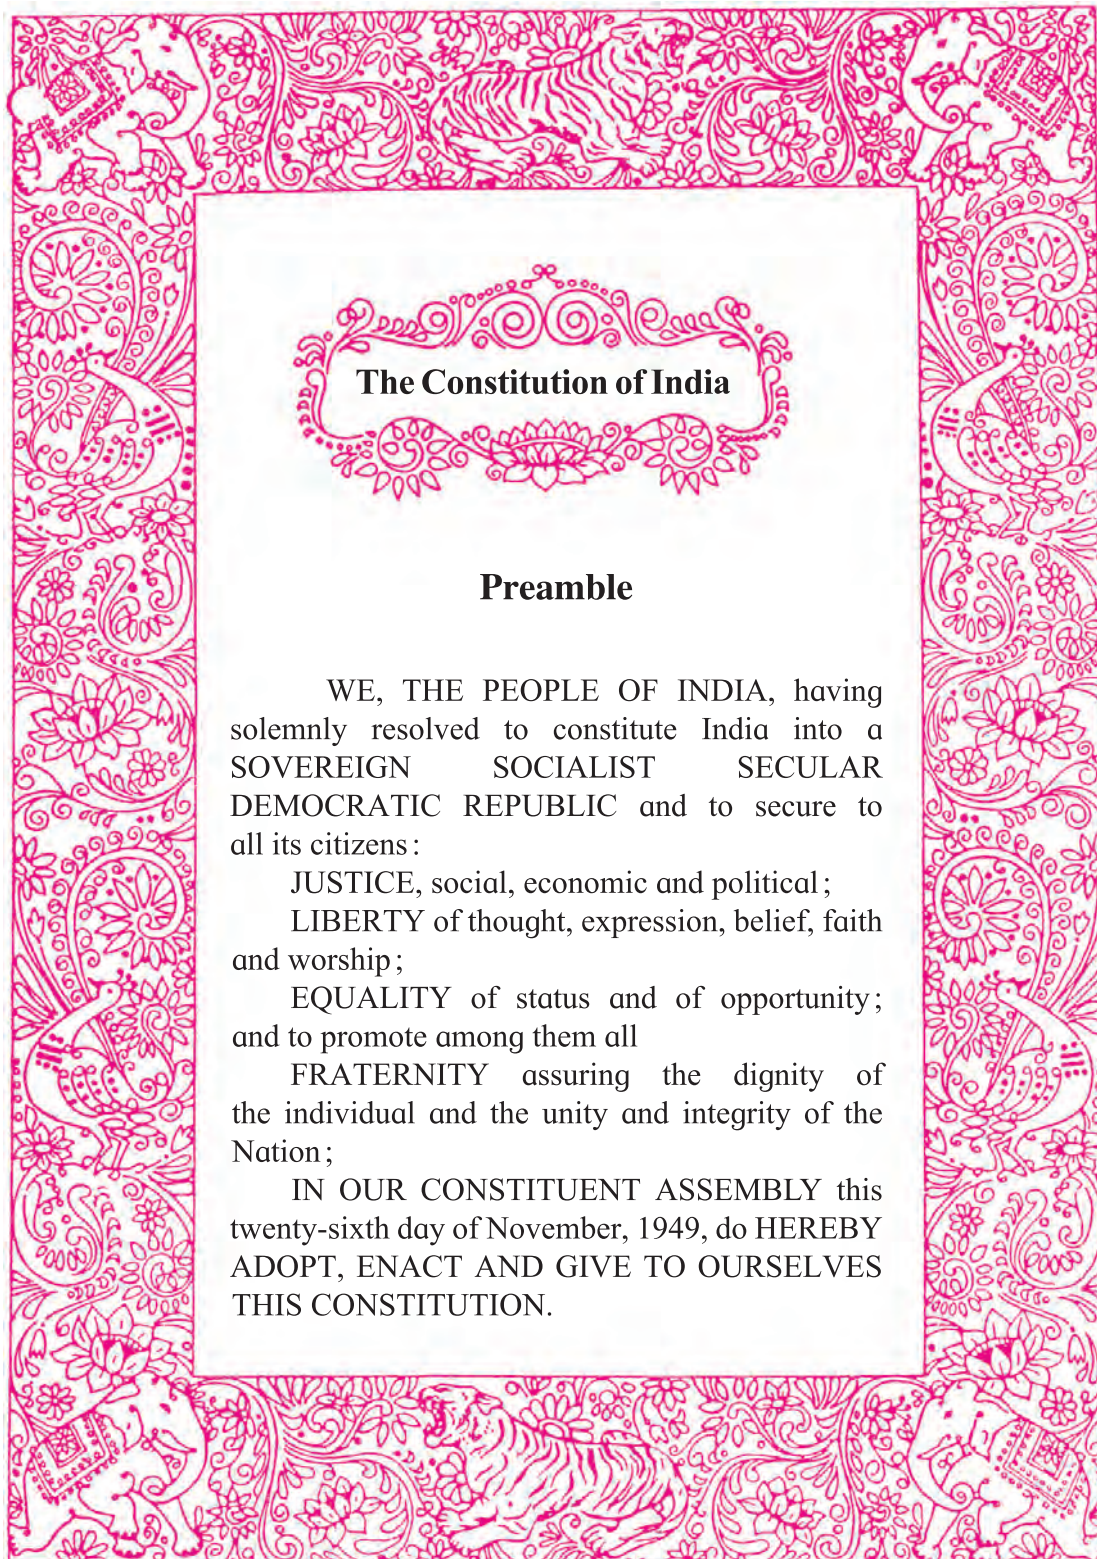 The Constitution of India
Preamble
WE, THE PEOPLE OF INDIA, having
solemnly resolved to constitute India into a
SOVEREIGN SOCIALIST SECULAR
DEMOCRATIC REPUBLIC and to secure to
all its citizens :
JUSTICE, social, economic and political ;
LIBERTY of thought, expression, belief, faith
and worship ;
EQUALITY of status and of opportunity ;
and to promote among them all
FRATERNITY assuring the dignity of
the individual and the unity and integrity of the
Nation ;
IN OUR CONSTITUENT ASSEMBLY this
twenty-sixth day of November, 1949, do HEREBY
ADOPT, ENACT AND GIVE TO OURSELVES
THIS CONSTITUTION.